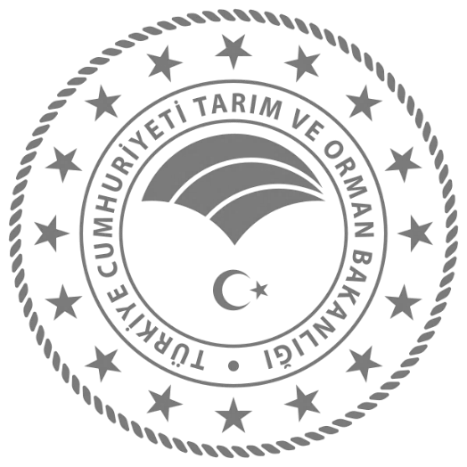 TÜRKİYE CUMHURİYETİ TARIM VE ORMAN BAKANLIĞI